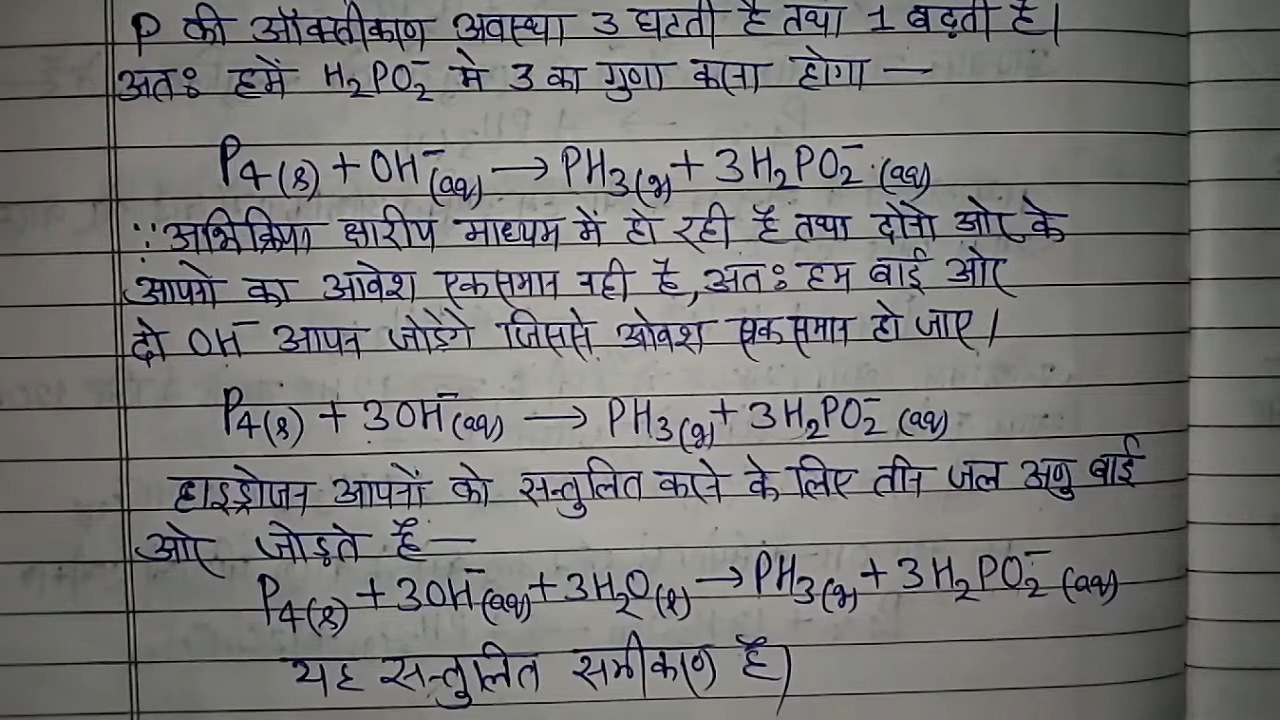 P की ऑक्सीकरण अवस्था 3 घटती है तथा 1 बढ़ती है।
अतः हमें H₂PO₂⁻ मे 3 का गुणा करना होगा —
P₄(s) + OH⁻(aq) → PH₃(g) + 3H₂PO₂⁻(aq)
∵ अभिक्रिया क्षारीय माध्यम में हो रही है तथा दोनो ओर के
आयनो का आवेश एकसमान नही है, अतः हम बाई ओर
दो OH⁻ आयन जोड़ेंगे जिससे आवेश एक समान हो जाए।
P₄(s) + 3OH⁻(aq) → PH₃(g) + 3H₂PO₂⁻(aq)
हाइड्रोजन आयनों को सन्तुलित करने के लिए तीन जल अणु बाई
ओर जोड़ते हैं —
P₄(s) + 3OH⁻(aq) + 3H₂O(l) → PH₃(g) + 3H₂PO₂⁻(aq)
यह सन्तुलित समीकरण है।